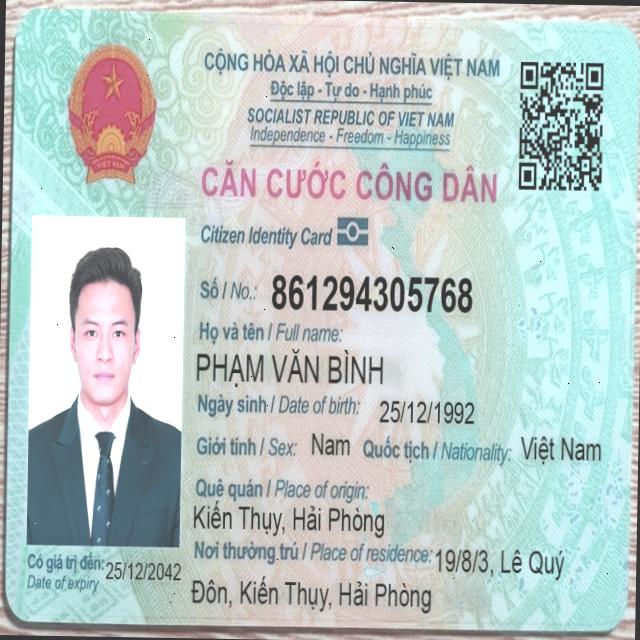 CỘNG HÒA XÃ HỘI CHỦ NGHĨA VIỆT NAM
Độc lập - Tự do - Hạnh phúc
SOCIALIST REPUBLIC OF VIET NAM
Independence - Freedom - Happiness
CĂN CƯỚC CÔNG DÂN
Citizen Identity Card
Số / No.: 861294305768
Họ và tên / Full name:
PHẠM VĂN BÌNH
Ngày sinh / Date of birth: 25/12/1992
Giới tính / Sex: Nam Quốc tịch / Nationality: Việt Nam
Quê quán / Place of origin:
Kiến Thụy, Hải Phòng
Nơi thường trú / Place of residence: 19/8/3, Lê Quý
Đôn, Kiến Thụy, Hải Phòng
Có giá trị đến: 25/12/2042
Date of expiry
VIỆT NAM